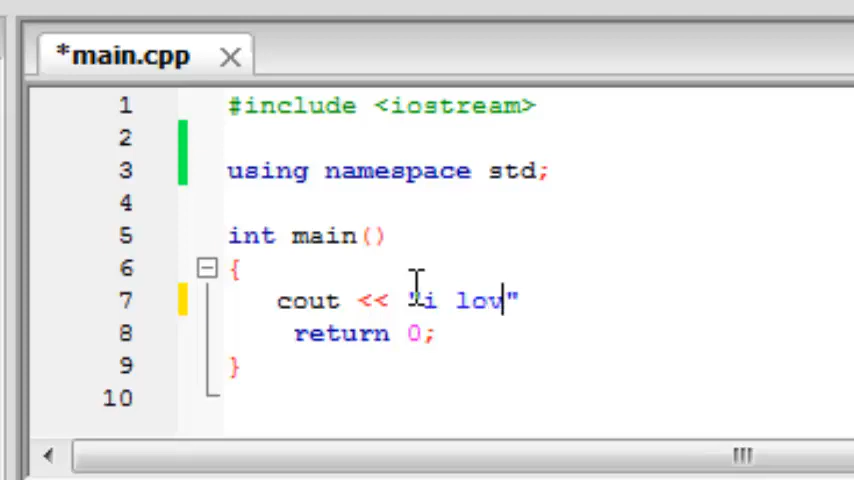 *main.cpp
1 #include <iostream>
2
3 using namespace std;
4
5 int main()
6 {
7 cout << "i lov"
8 return 0;
9 }
10